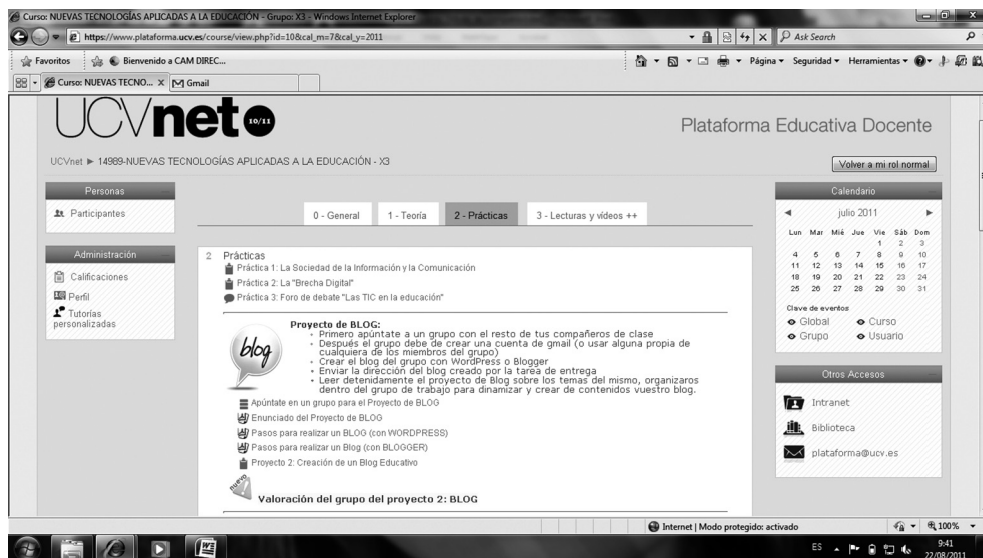 Curso: NUEVAS TECNOLOGÍAS APLICADAS A LA EDUCACIÓN - Grupo: X3 - Windows Internet Explorer
https://www.plataforma.ucv.es/course/view.php?id=10&cal_m=7&cal_y=2011
Ask Search
Favoritos
Bienvenido a CAM DIREC...
Página
Seguridad
Herramientas
Curso: NUEVAS TECNO...
Gmail
UCVnet
10/11
Plataforma Educativa Docente
UCVnet ► 14989-NUEVAS TECNOLOGÍAS APLICADAS A LA EDUCACIÓN - X3
Volver a mi rol normal
Personas
Participantes
Administración
Calificaciones
Perfil
Tutorías
personalizadas
0 - General
1 - Teoría
2 - Prácticas
3 - Lecturas y vídeos ++
2 Prácticas
Práctica 1: La Sociedad de la Información y la Comunicación
Práctica 2: La "Brecha Digital"
Práctica 3: Foro de debate "Las TIC en la educación"
blog
Proyecto de BLOG:
• Primero apúntate a un grupo con el resto de tus compañeros de clase
• Después el grupo debe de crear una cuenta de gmail (o usar alguna propia de
cualquiera de los miembros del grupo)
• Crear el blog del grupo con WordPress o Blogger
• Enviar la dirección del blog creado por la tarea de entrega
• Leer detenidamente el proyecto de Blog sobre los temas del mismo, organizaros
dentro del grupo de trabajo para dinamizar y crear de contenidos vuestro blog.
Apúntate en un grupo para el Proyecto de BLOG
Enunciado del Proyecto de BLOG
Pasos para realizar un BLOG (con WORDPRESS)
Pasos para realizar un Blog (con BLOGGER)
Proyecto 2: Creación de un Blog Educativo
nuevo
Valoración del grupo del proyecto 2: BLOG
Calendario
◄ julio 2011 ►
Lun Mar Mié Jue Vie Sáb Dom
1 2 3
4 5 6 7 8 9 10
11 12 13 14 15 16 17
18 19 20 21 22 23 24
25 26 27 28 29 30 31
Clave de eventos
Global
Curso
Grupo
Usuario
Otros Accesos
Intranet
Biblioteca
plataforma@ucv.es
Internet | Modo protegido: activado
100%
ES
9:41
22/08/2011